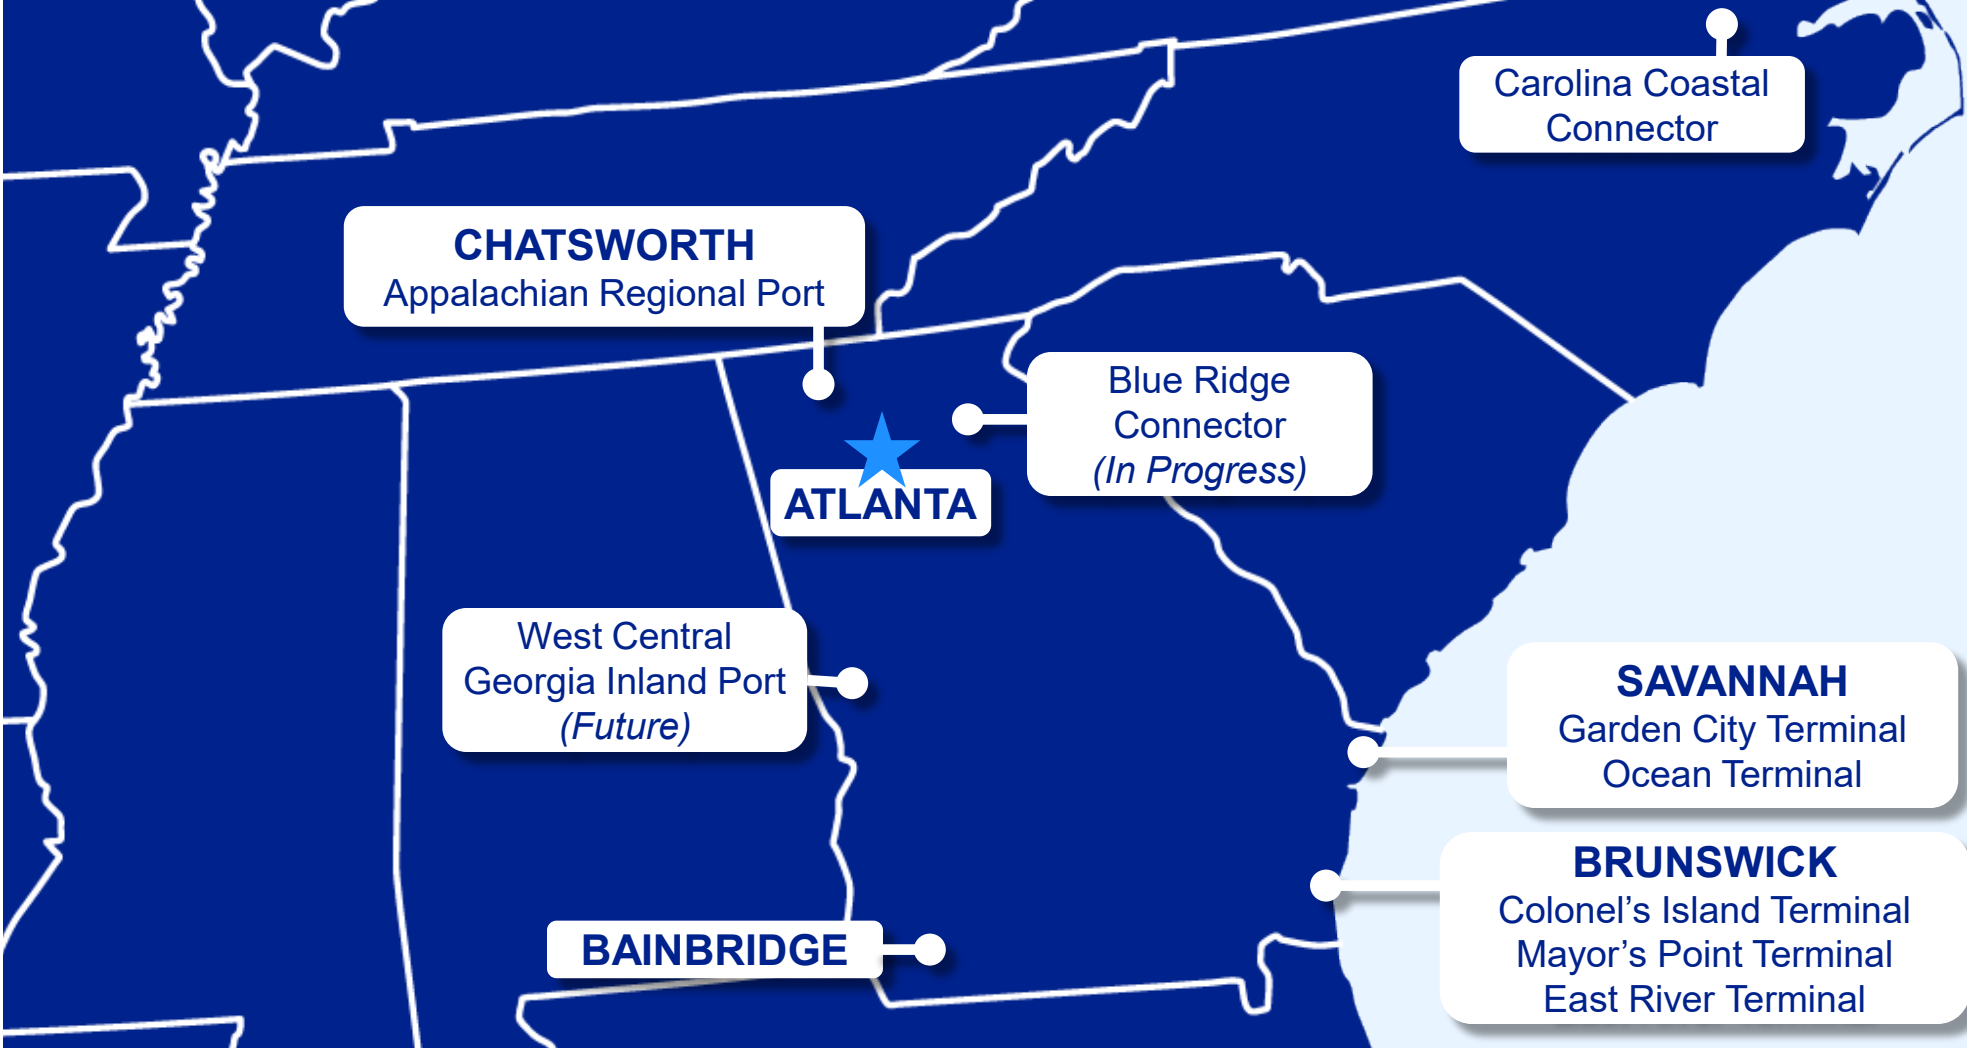 Carolina Coastal
Connector
CHATSWORTH
Appalachian Regional Port
Blue Ridge
Connector
(In Progress)
ATLANTA
West Central
Georgia Inland Port
(Future)
SAVANNAH
Garden City Terminal
Ocean Terminal
BRUNSWICK
Colonel’s Island Terminal
Mayor’s Point Terminal
East River Terminal
BAINBRIDGE